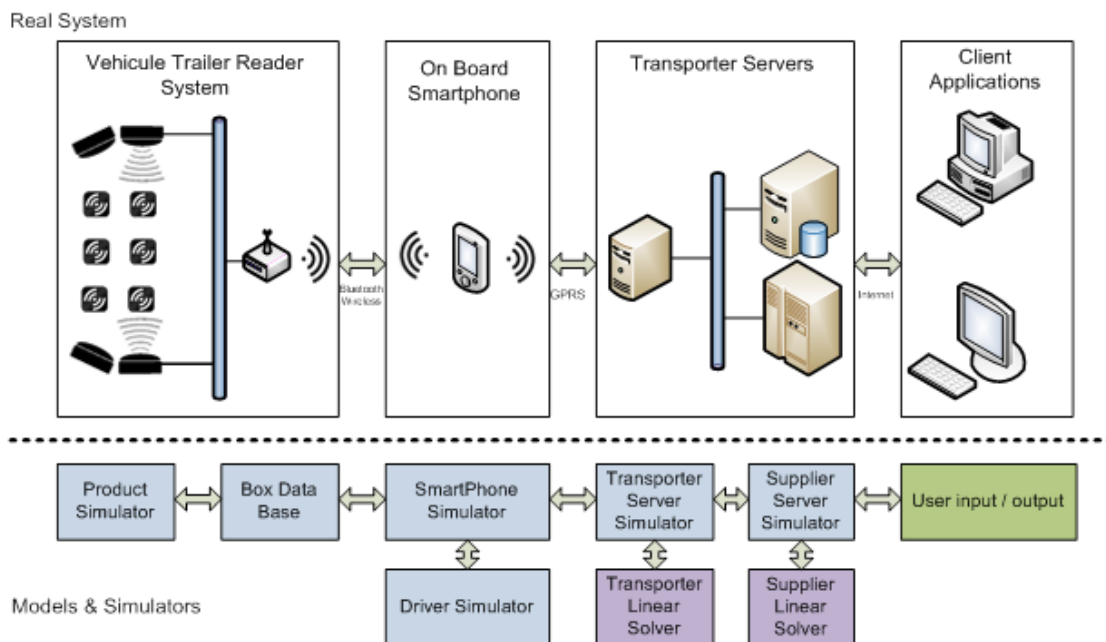 Real System
Vehicule Trailer Reader
System
On Board
Smartphone
Transporter Servers
Client
Applications
Bluetooth
Wireless
GPRS
Internet
Product
Simulator
Box Data
Base
SmartPhone
Simulator
Transporter
Server
Simulator
Supplier
Server
Simulator
User input / output
Models & Simulators
Driver Simulator
Transporter
Linear
Solver
Supplier
Linear
Solver